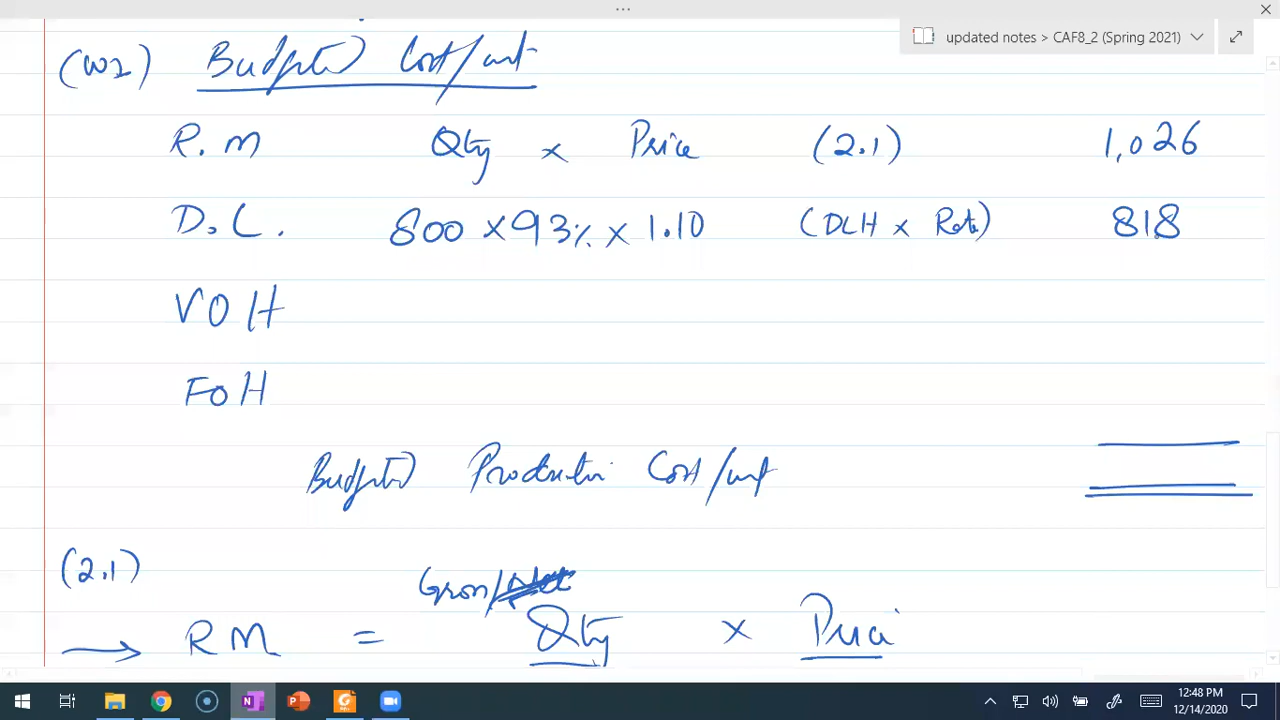 updated notes > CAF8_2 (Spring 2021)
(W2) Budgeted Cost/unit
R.M Qty x Price (2.1) 1,026
D.L. 800 x 93% x 1.10 (DLH x Rate) 818
VOH
FOH
Budgeted Production Cost/unit
(2.1)
Gross/
→ RM = Qty x Price
12:48 PM
12/14/2020